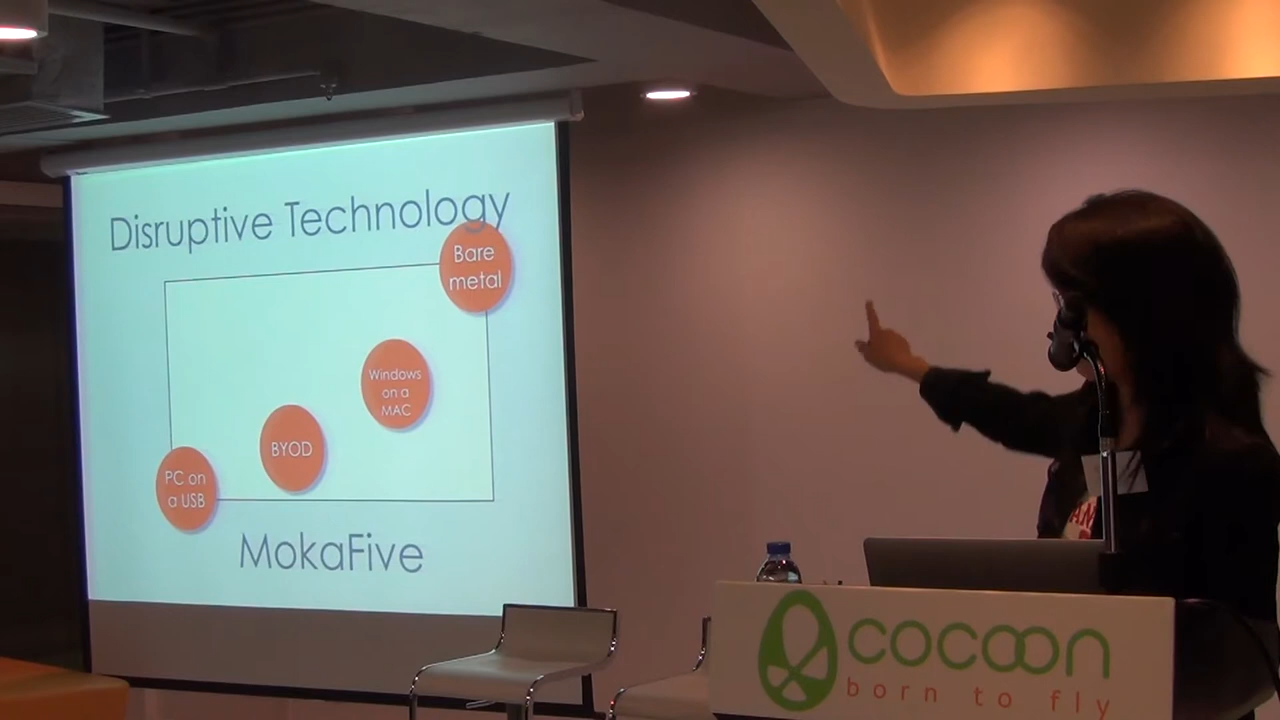 Disruptive Technology
Bare
metal
Windows
on a
MAC
BYOD
PC on
a USB
MokaFive
cocoon
born to fly